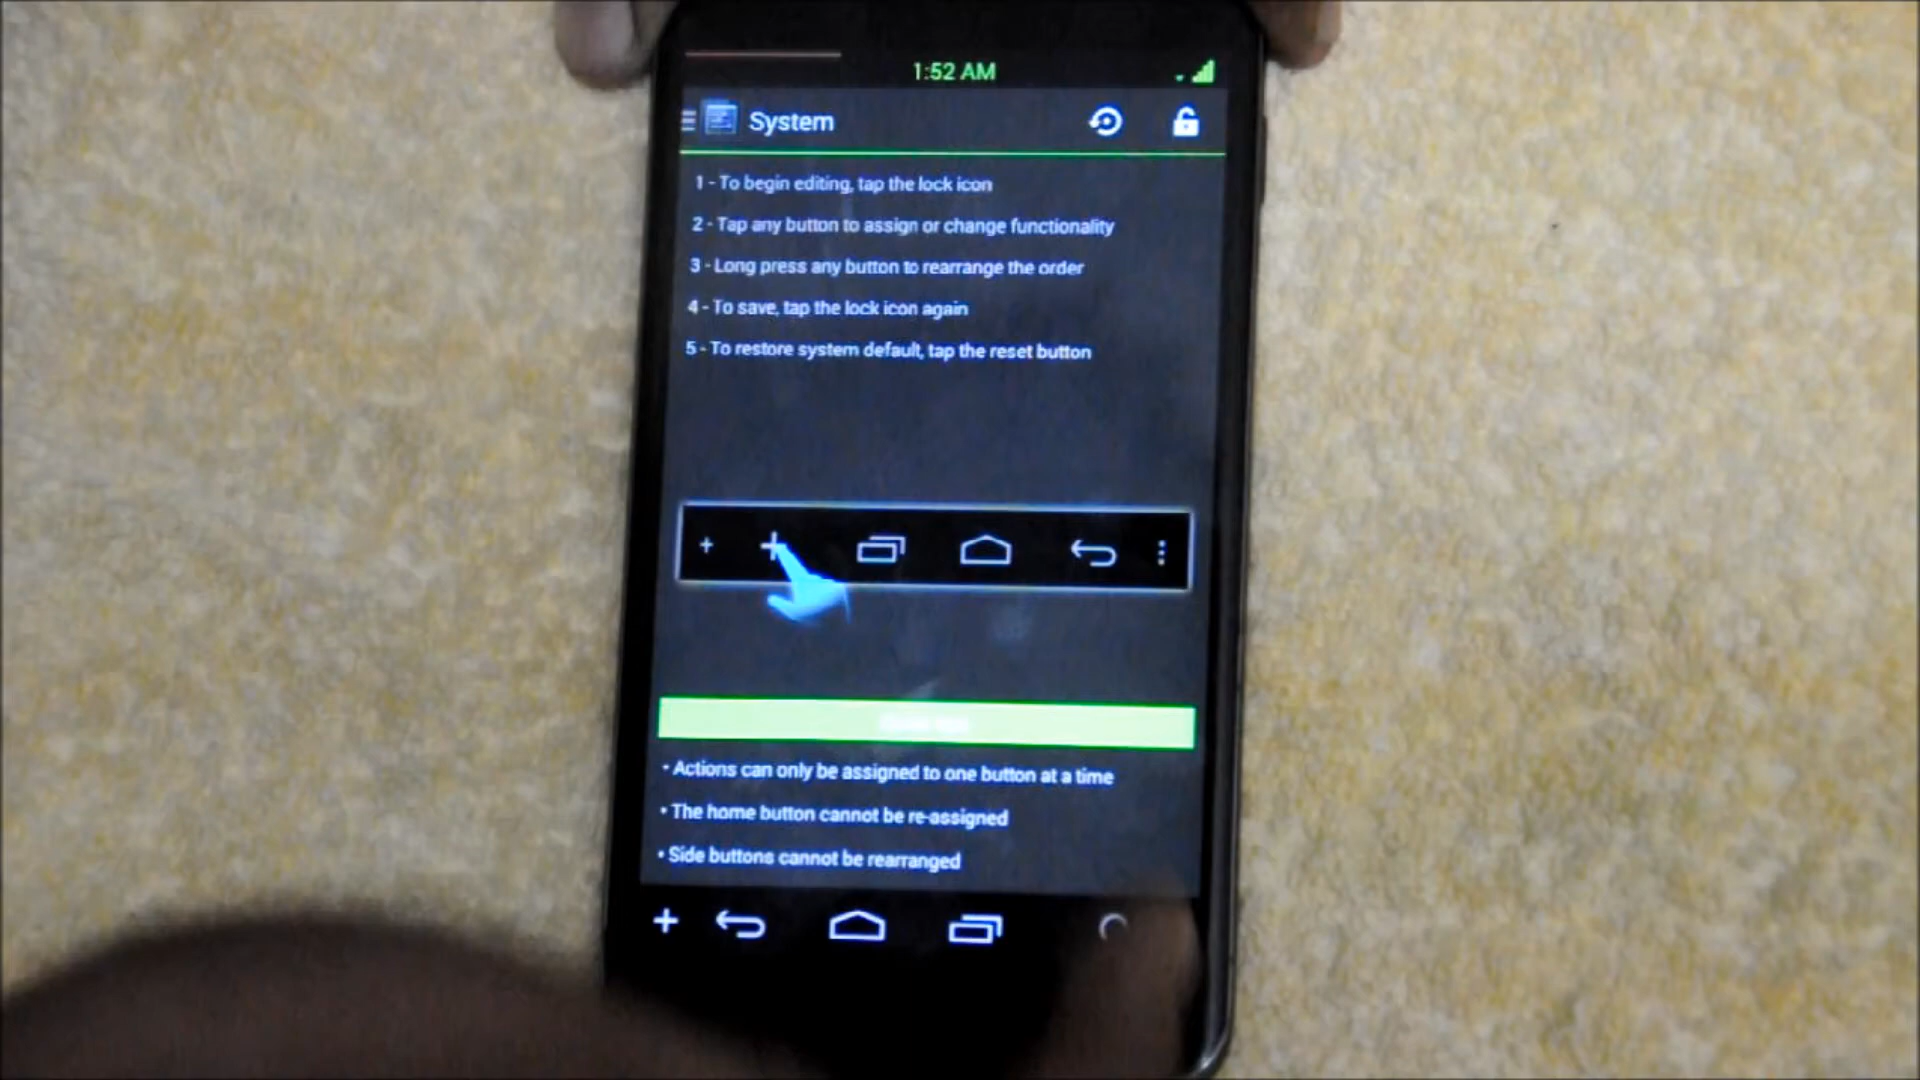 1:52 AM
System
1 - To begin editing, tap the lock icon
2 - Tap any button to assign or change functionality
3 - Long press any button to rearrange the order
4 - To save, tap the lock icon again
5 - To restore system default, tap the reset button
• Actions can only be assigned to one button at a time
• The home button cannot be re-assigned
• Side buttons cannot be rearranged